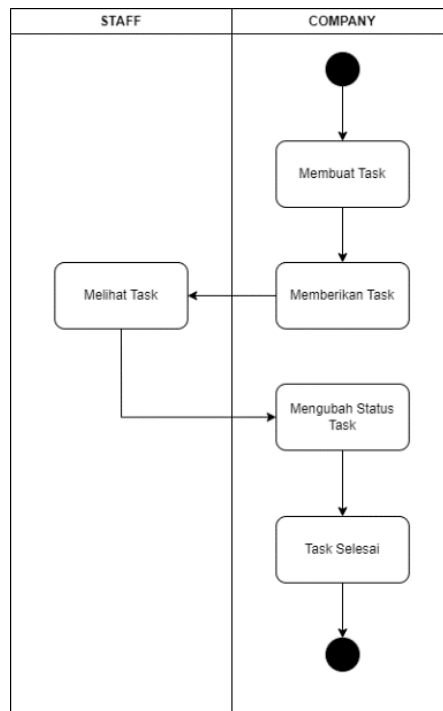 STAFF
COMPANY
Membuat Task
Melihat Task
Memberikan Task
Mengubah Status
Task
Task Selesai